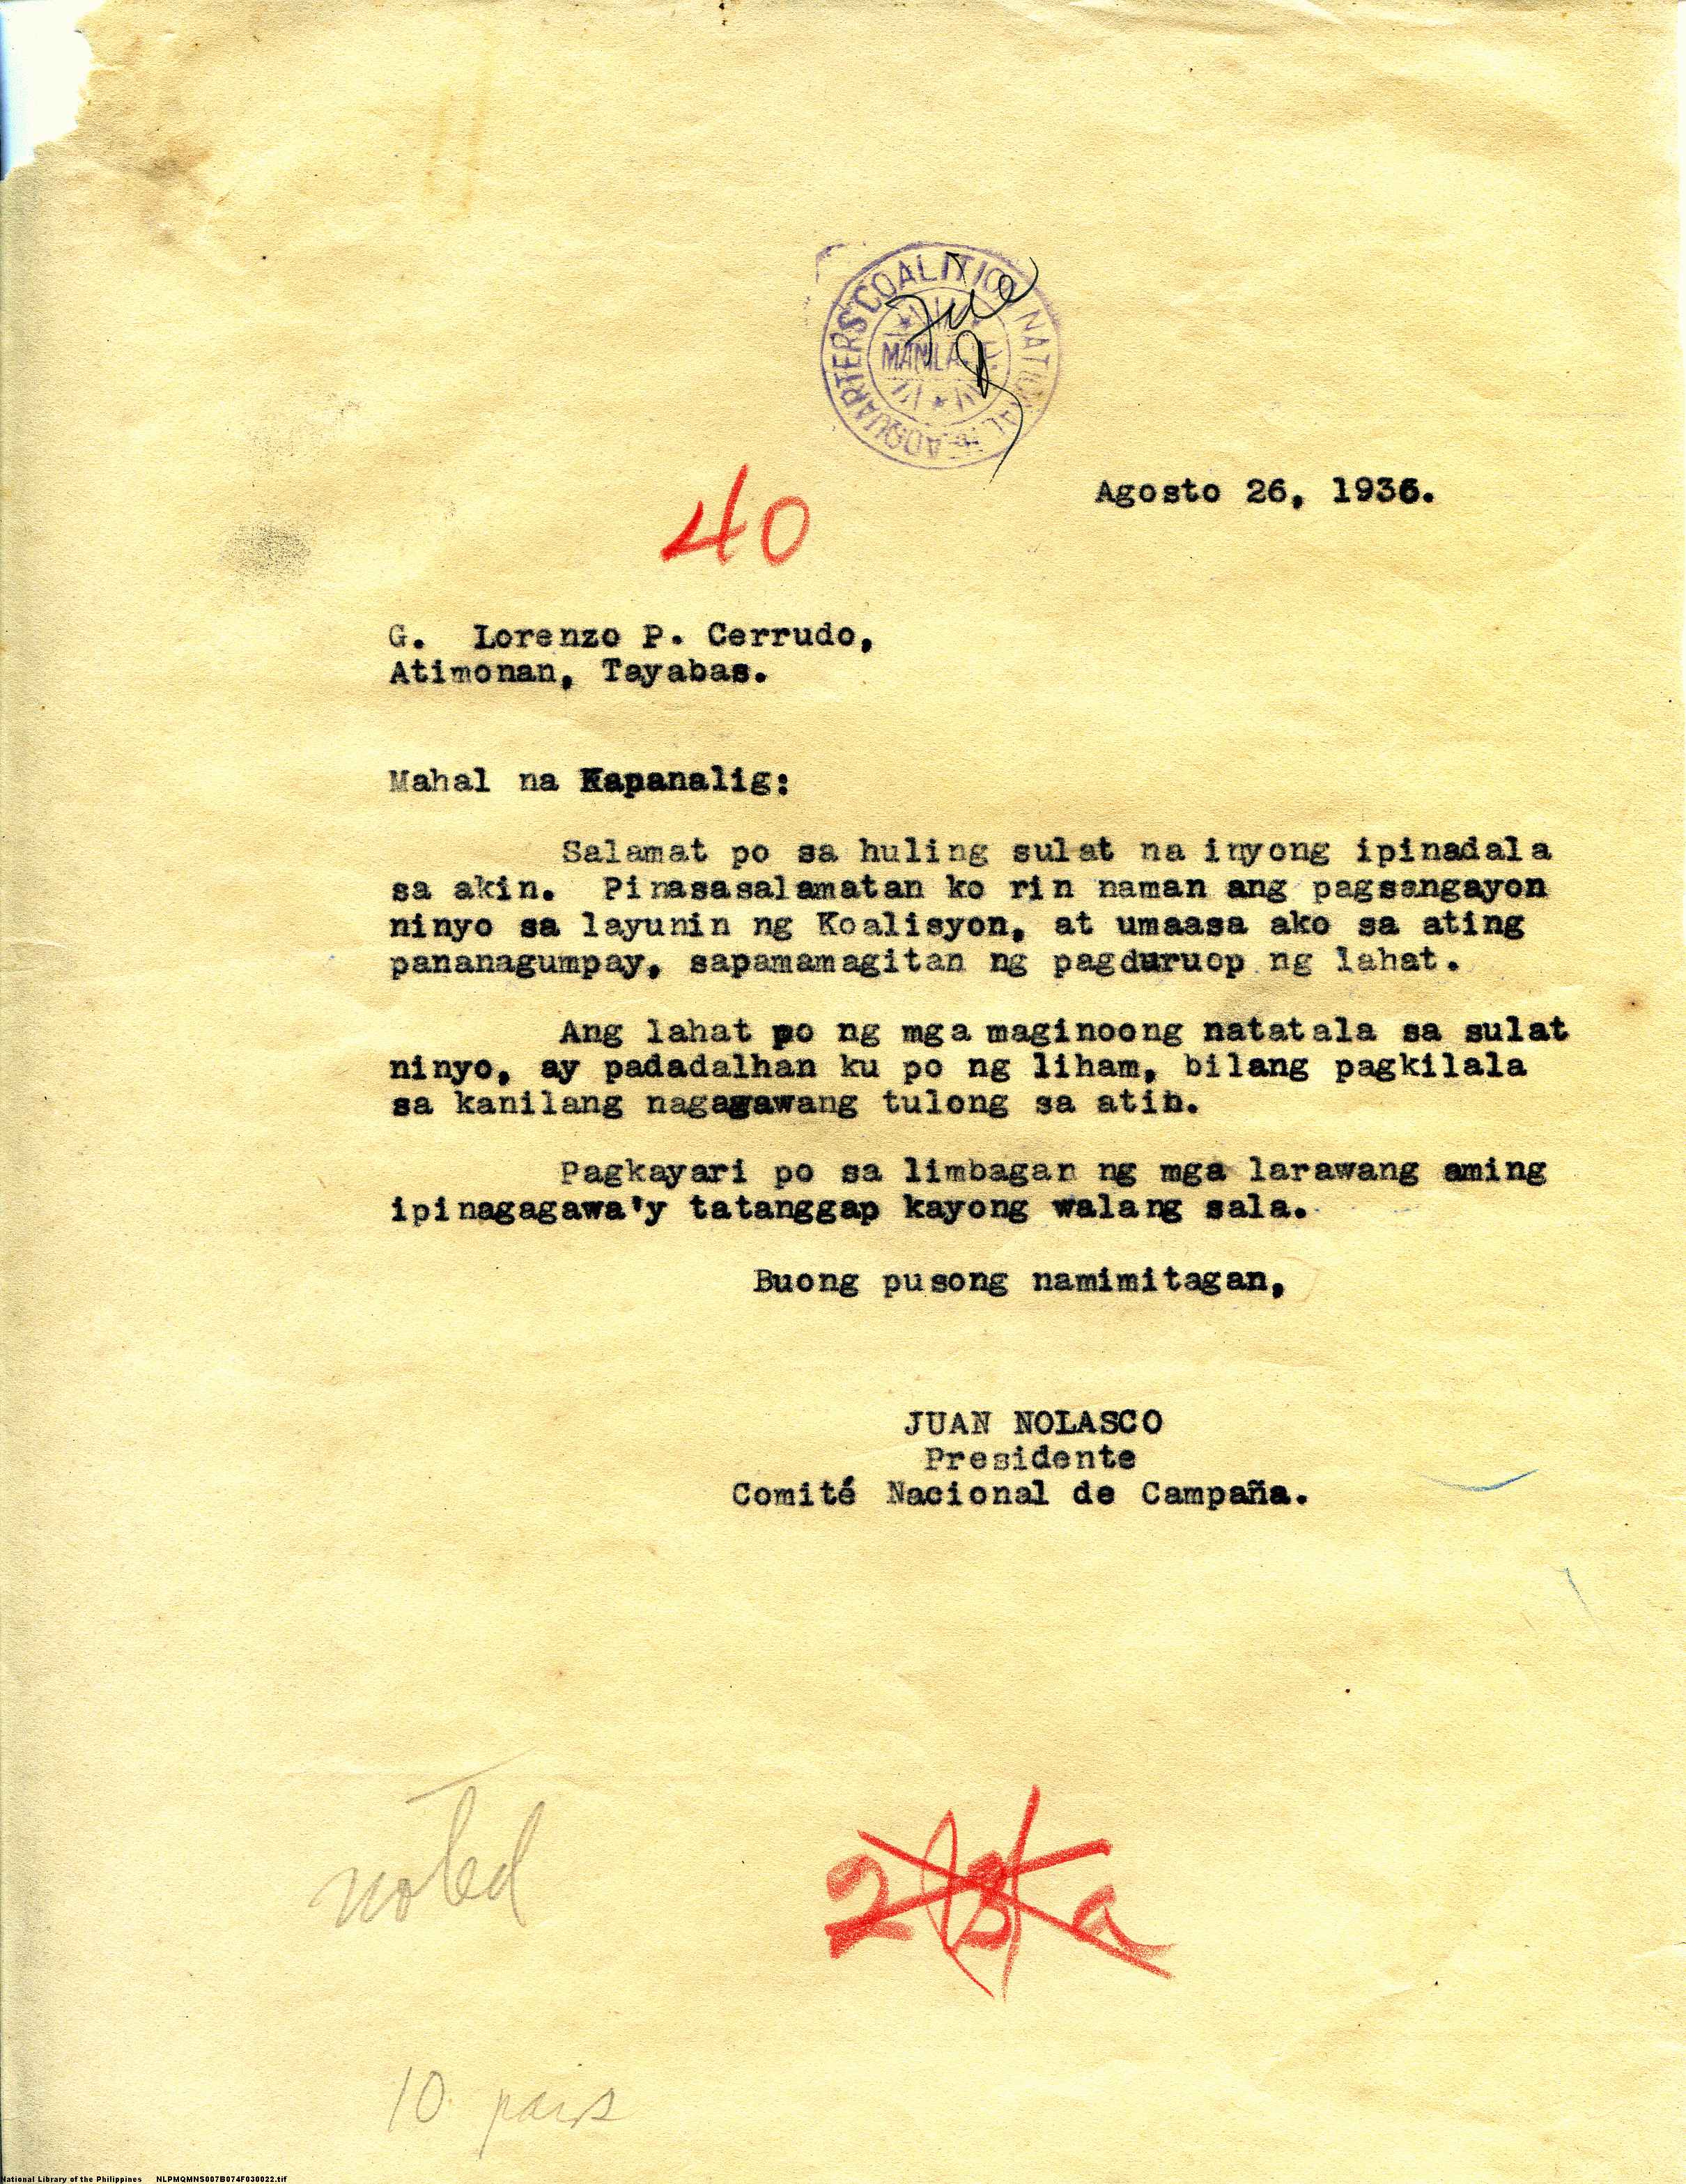 COALITION NATIONAL HEADQUARTERS
MANILA
File
40
Agosto 26, 1936.
G. Lorenzo P. Cerrudo,
Atimonan, Tayabas.
Mahal na Kapanalig:
Salamat po sa huling sulat na inyong ipinadala
sa akin. Pinasasalamatan ko rin naman ang pagsangayon
ninyo sa layunin ng Koalisyon, at umaasa ako sa ating
pananagumpay, sapamamagitan ng pagduruop ng lahat.
Ang lahat po ng mga maginoong natatala sa sulat
ninyo, ay padadalhan ku po ng liham, bilang pagkilala
sa kanilang nagagawang tulong sa atin.
Pagkayari po sa limbagan ng mga larawang aming
ipinagagawa'y tatanggap kayong walang sala.
Buong pusong namimitagan,
JUAN NOLASCO
Presidente
Comité Nacional de Campaña.
noted
2 (3) a
10 pairs
National Library of the Philippines NLPMQMNS007B074F030022.tif